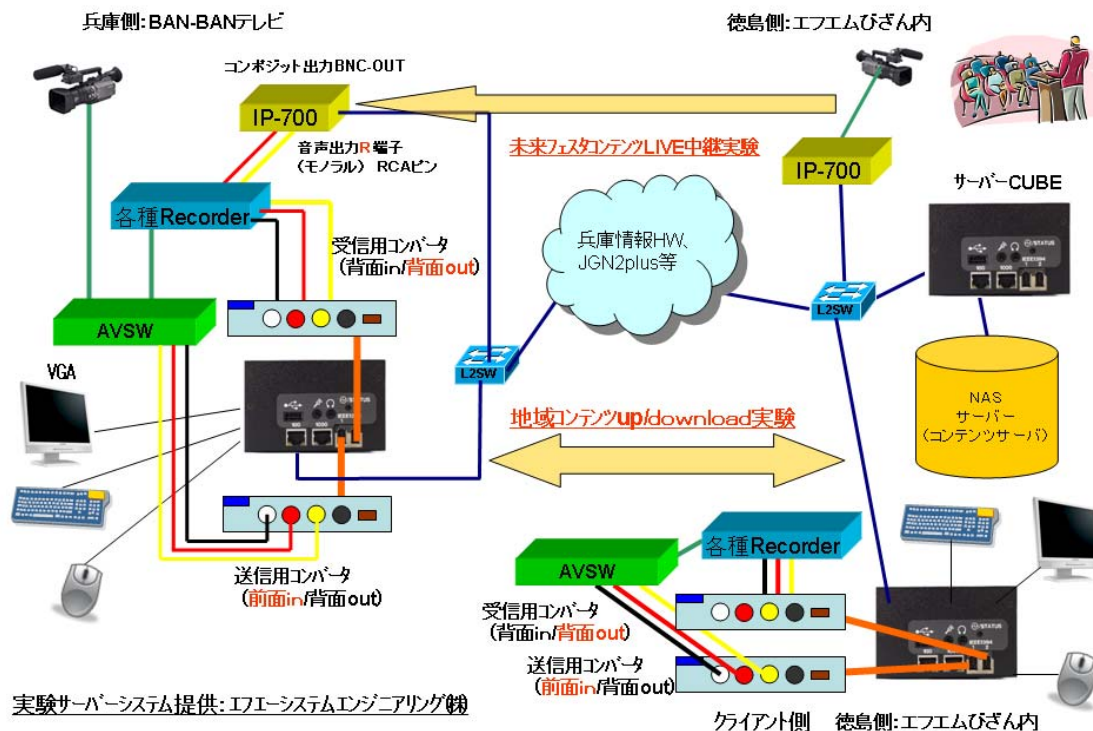 兵庫側:BAN-BANテレビ
徳島側:エフエムびざん内
コンポジット出力BNC-OUT
IP-700
音声出力R端子
(モノラル) RCAピン
未来フェスタコンテンツLIVE中継実験
IP-700
サーバーCUBE
各種Recorder
受信用コンバータ
(背面in/背面out)
兵庫情報HW、
JGN2plus等
AVSW
VGA
L2SW
L2SW
STATUS
100
1000
IEEE1394
1 2
STATUS
100
1000
地域コンテンツup/download実験
NAS
サーバー
(コンテンツサーバ)
送信用コンバータ
(前面in/背面out)
各種Recorder
AVSW
受信用コンバータ
(背面in/背面out)
STATUS
送信用コンバータ
(前面in/背面out)
実験サーバーシステム提供:エフエーシステムエンジニアリング㈱
クライアント側
徳島側:エフエムびざん内